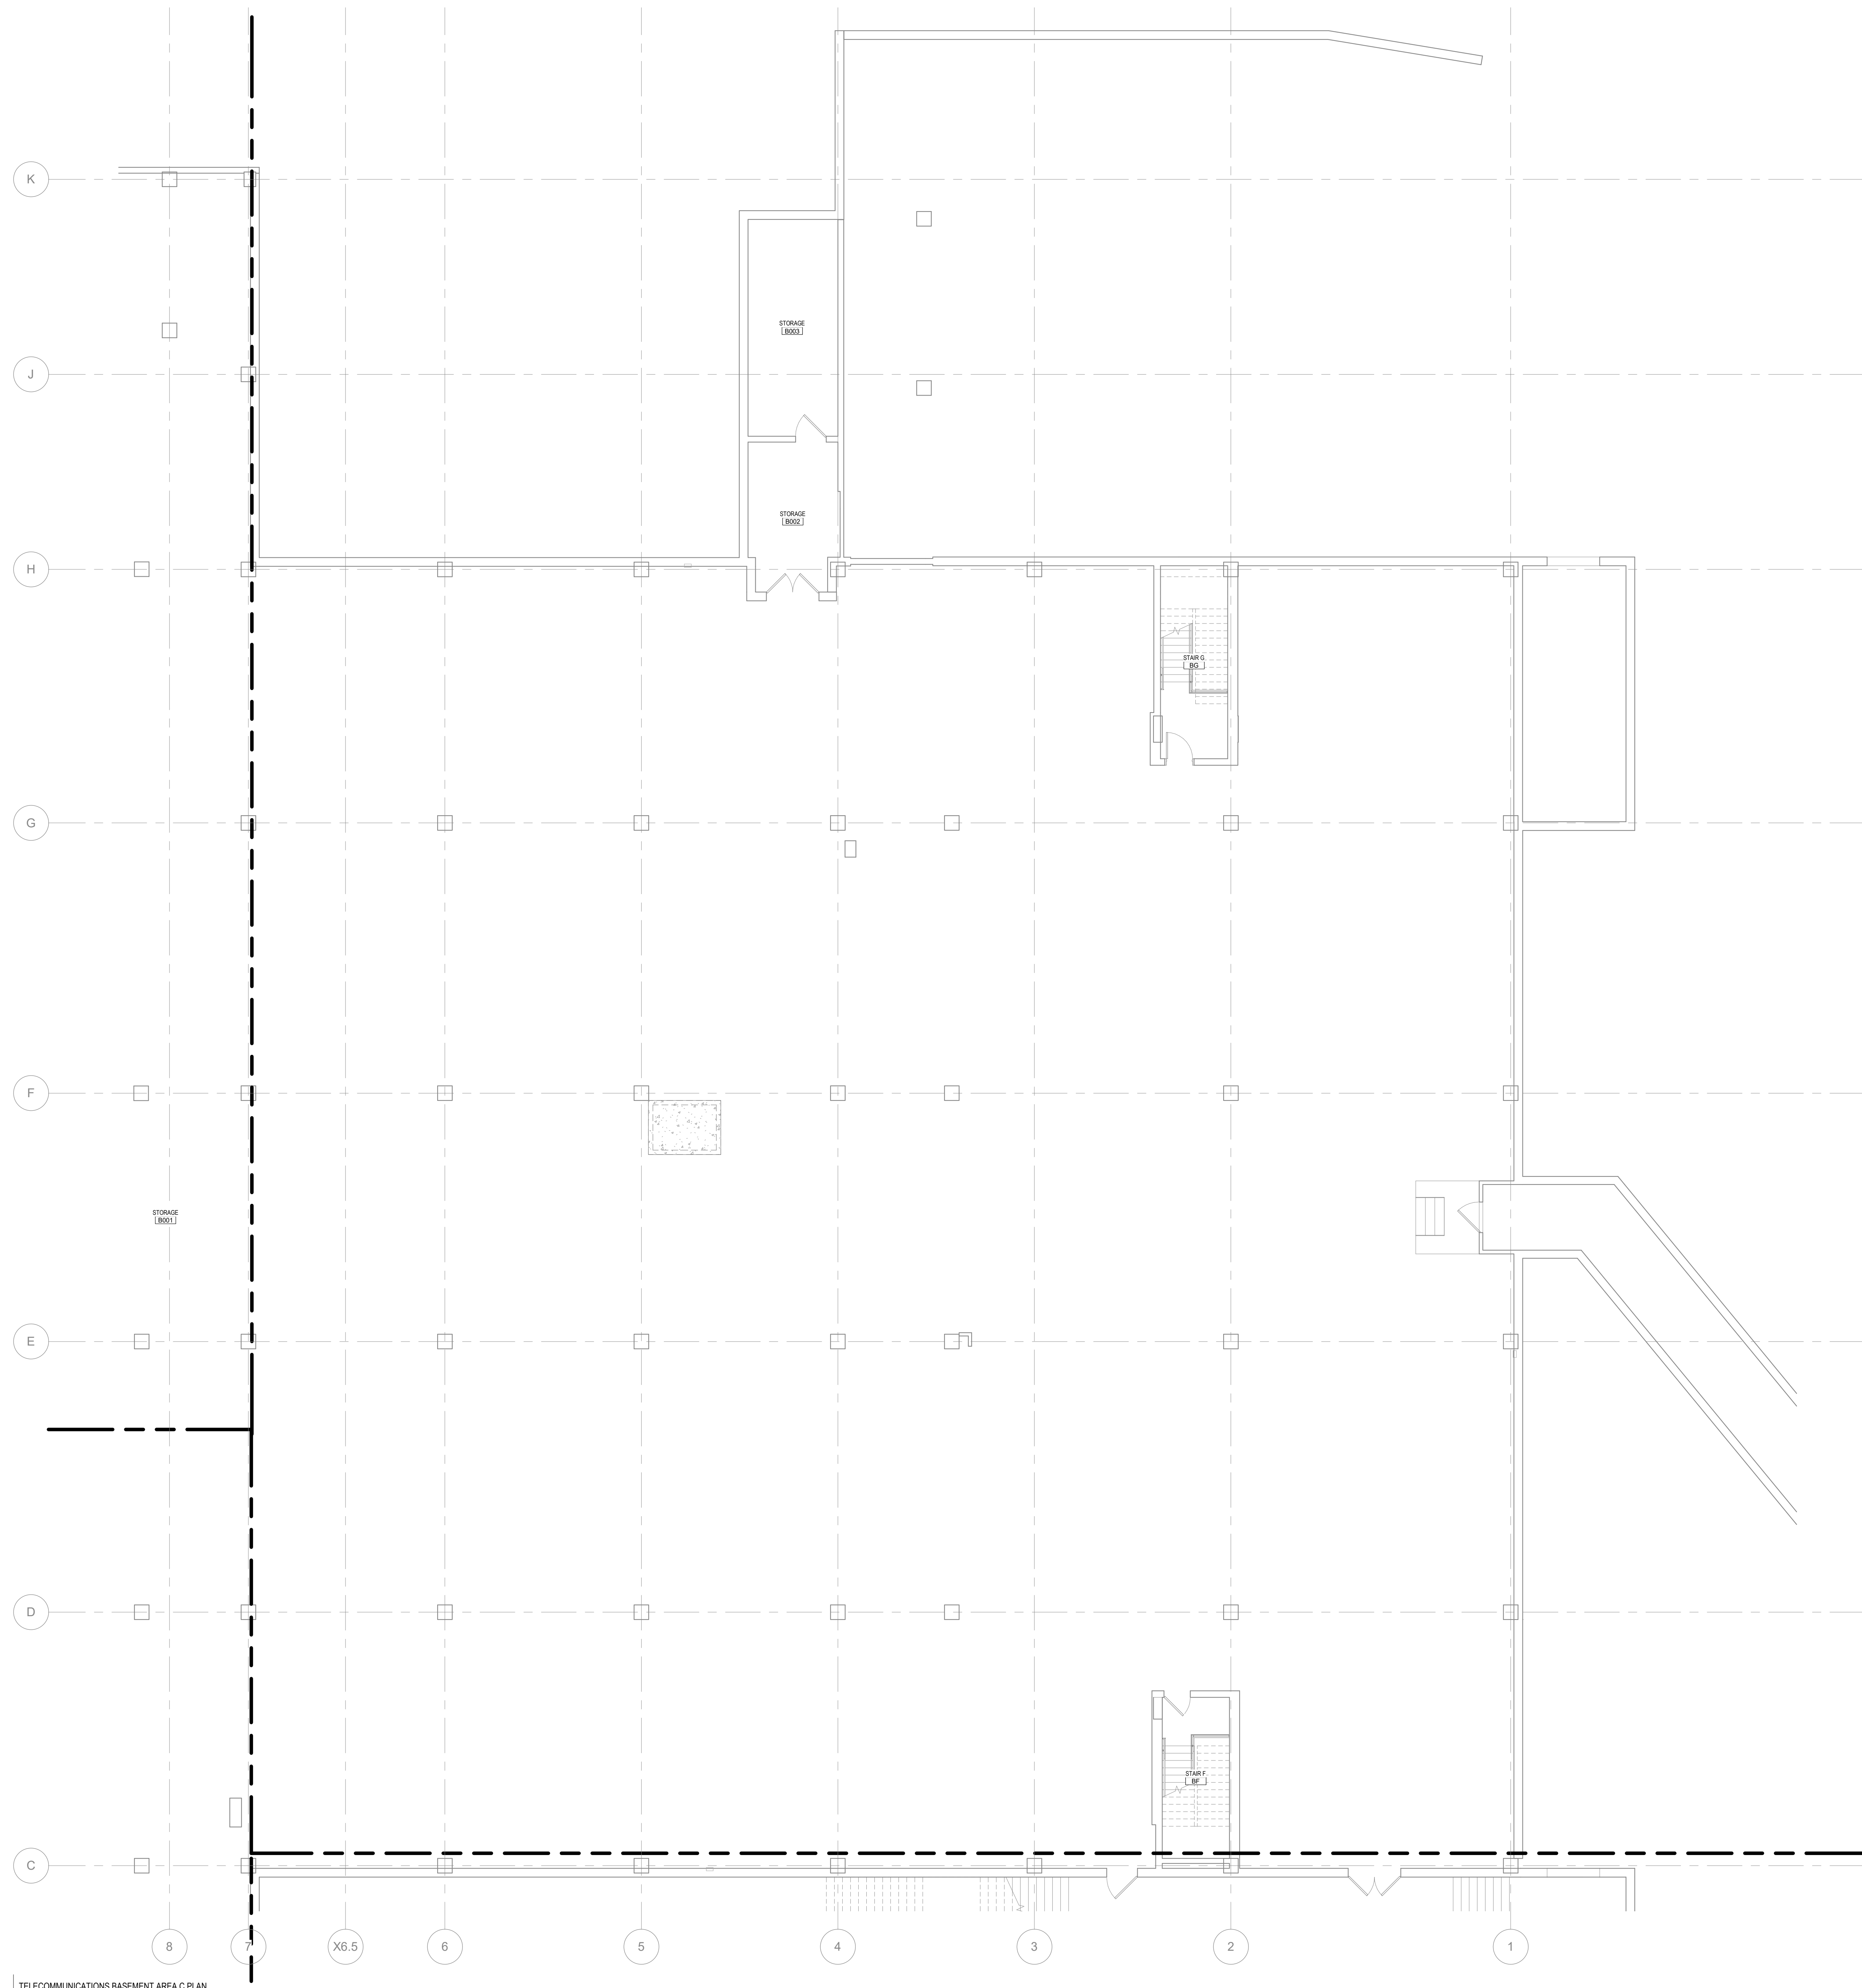 K
STORAGE
B003
J
STORAGE
B002
H
STAIR G
BG
G
F
STORAGE
B001
E
D
STAIR F
BF
C
8
7
X6.5
6
5
4
3
2
1
TELECOMMUNICATIONS BASEMENT AREA C PLAN